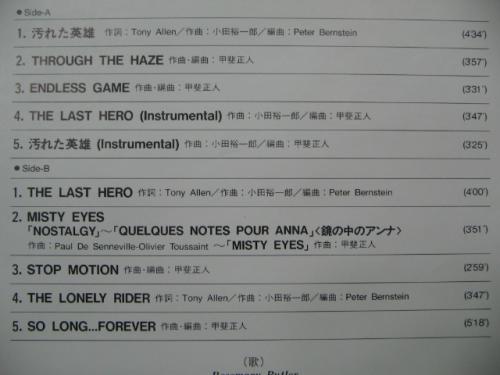 ● Side-A
1. 汚れた英雄 作詞：Tony Allen／作曲：小田裕一郎／編曲：Peter Bernstein (4'34")
2. THROUGH THE HAZE 作曲・編曲：甲斐正人 (3'57")
3. ENDLESS GAME 作曲・編曲：甲斐正人 (3'31")
4. THE LAST HERO (Instrumental) 作曲：小田裕一郎／編曲：甲斐正人 (3'47")
5. 汚れた英雄 (Instrumental) 作曲：小田裕一郎／編曲：甲斐正人 (3'25")
● Side-B
1. THE LAST HERO 作詞：Tony Allen／作曲：小田裕一郎／編曲：Peter Bernstein (4'00")
2. MISTY EYES
「NOSTALGY」～「QUELQUES NOTES POUR ANNA」〈鏡の中のアンナ〉 (3'51")
作曲：Paul De Senneville-Olivier Toussaint ～「MISTY EYES」作曲・編曲：甲斐正人
3. STOP MOTION 作曲・編曲：甲斐正人 (2'59")
4. THE LONELY RIDER 作詞：Tony Allen／作曲：小田裕一郎／編曲：Peter Bernstein (3'47")
5. SO LONG...FOREVER 作曲・編曲：甲斐正人 (5'18")
（歌）
Rosemary Butler